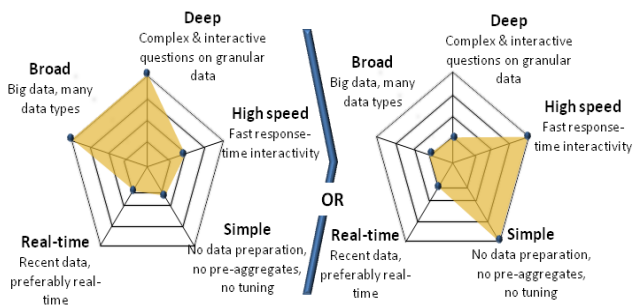 Deep
Complex & interactive
questions on granular
data
Broad
Big data, many
data types
High speed
Fast response-
time interactivity
Real-time
Recent data,
preferably real-
time
Simple
No data preparation,
no pre-aggregates,
no tuning
OR
Deep
Complex & interactive
questions on granular
data
Broad
Big data, many
data types
High speed
Fast response-
time interactivity
Real-time
Recent data,
preferably real-
time
Simple
No data preparation,
no pre-aggregates,
no tuning